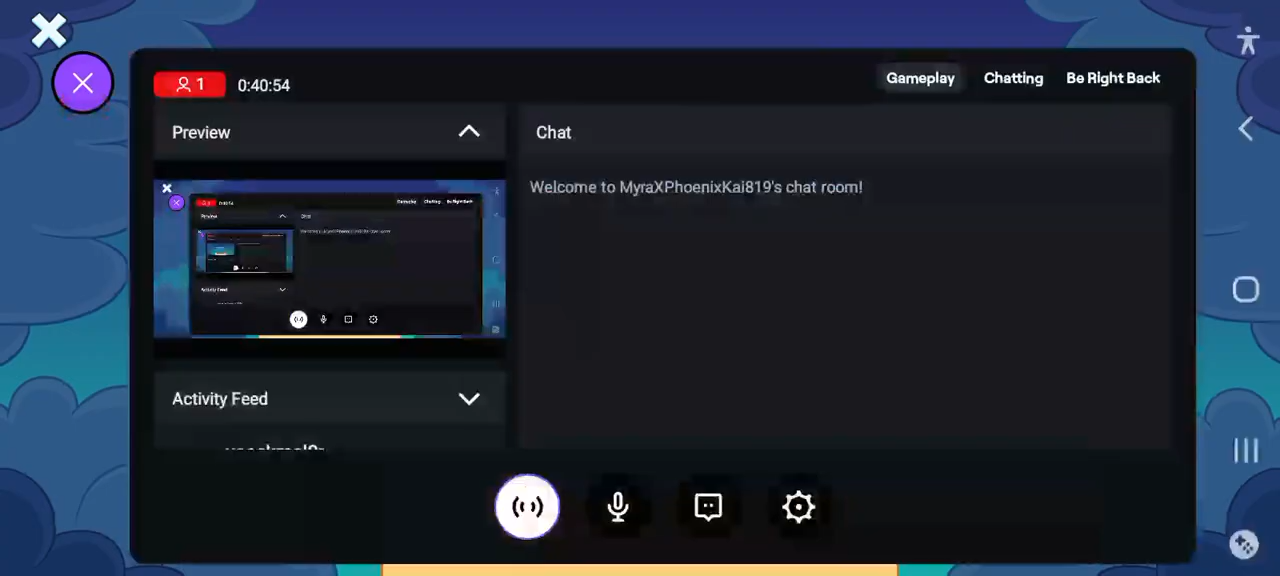 1 0:40:54 Gameplay Chatting Be Right Back
Preview
Chat
Welcome to MyraXPhoenixKai819's chat room!
Activity Feed